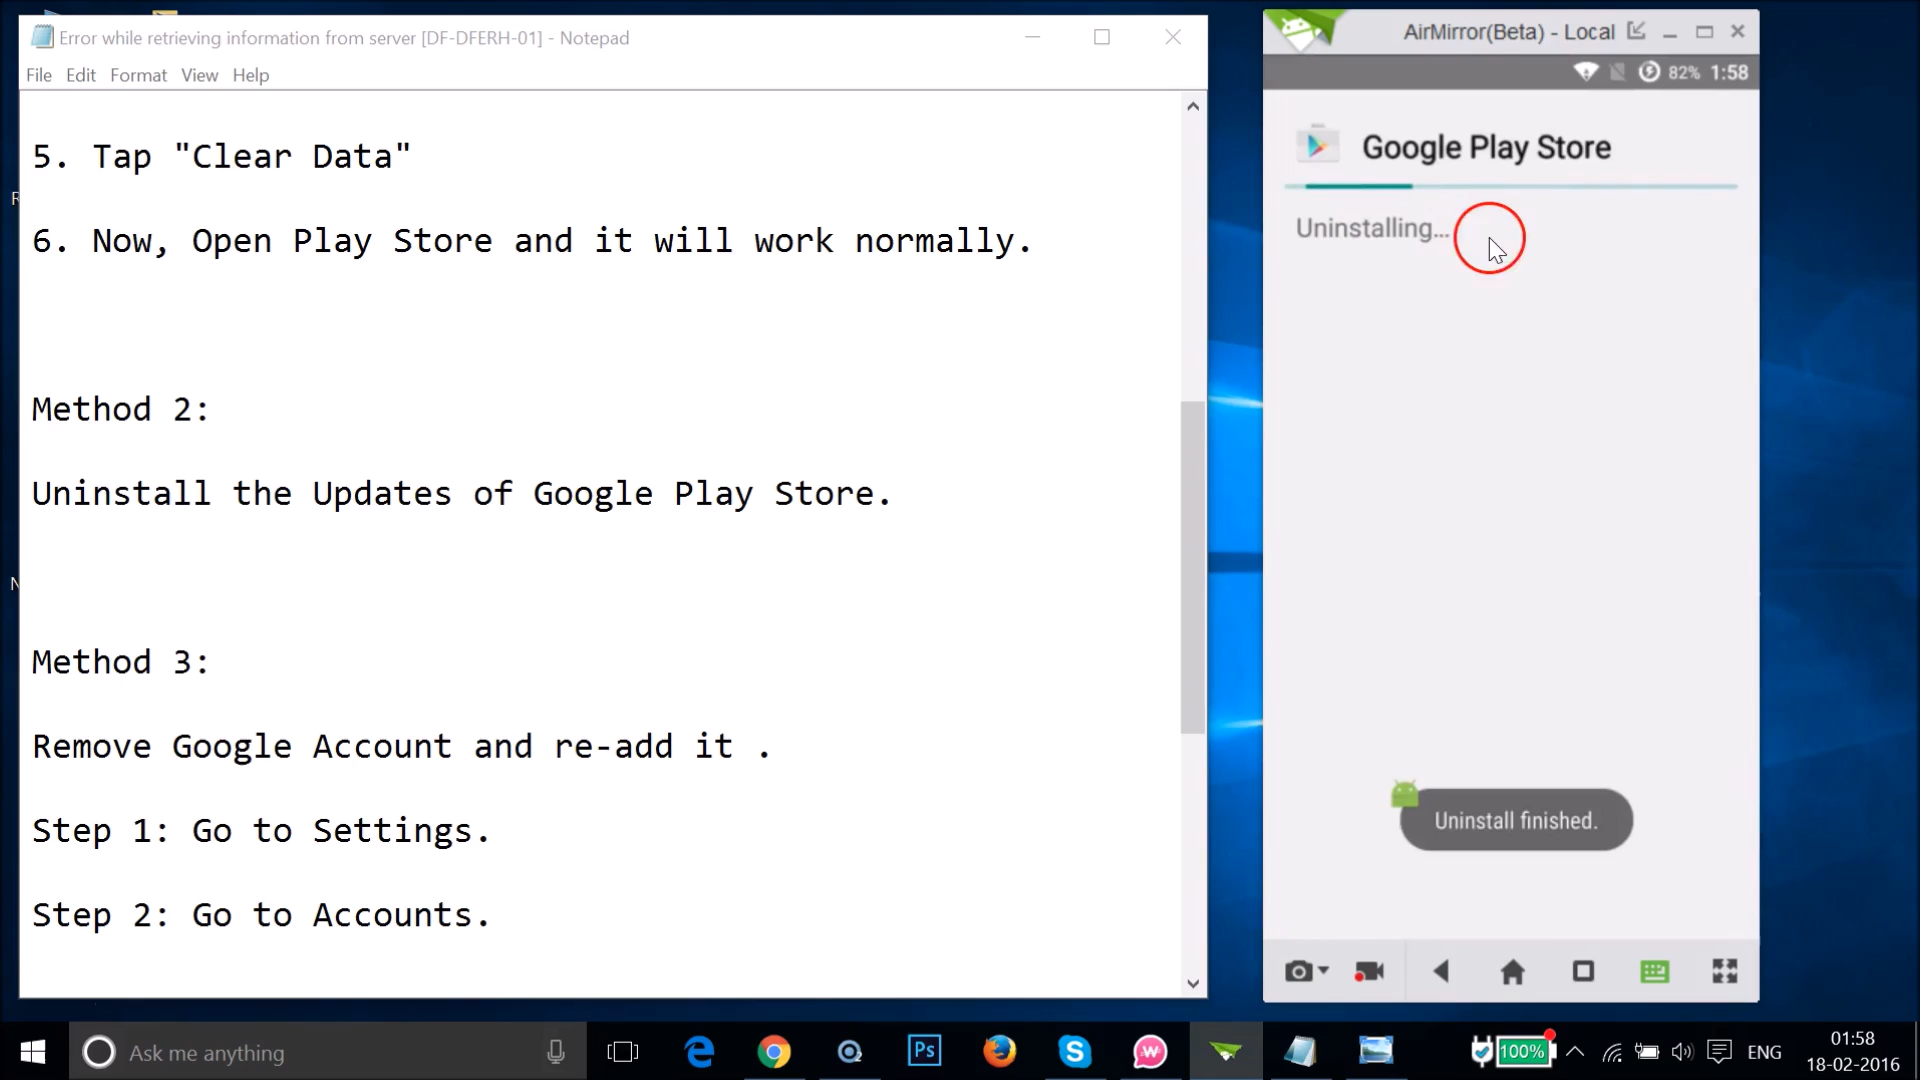 Error while retrieving information from server [DF-DFERH-01] - Notepad
File Edit Format View Help
5. Tap "Clear Data"
6. Now, Open Play Store and it will work normally.
Method 2:
Uninstall the Updates of Google Play Store.
Method 3:
Remove Google Account and re-add it .
Step 1: Go to Settings.
Step 2: Go to Accounts.
AirMirror(Beta) - Local
82% 1:58
Google Play Store
Uninstalling...
Uninstall finished.
Ask me anything
Ps
100%
ENG
01:58
18-02-2016